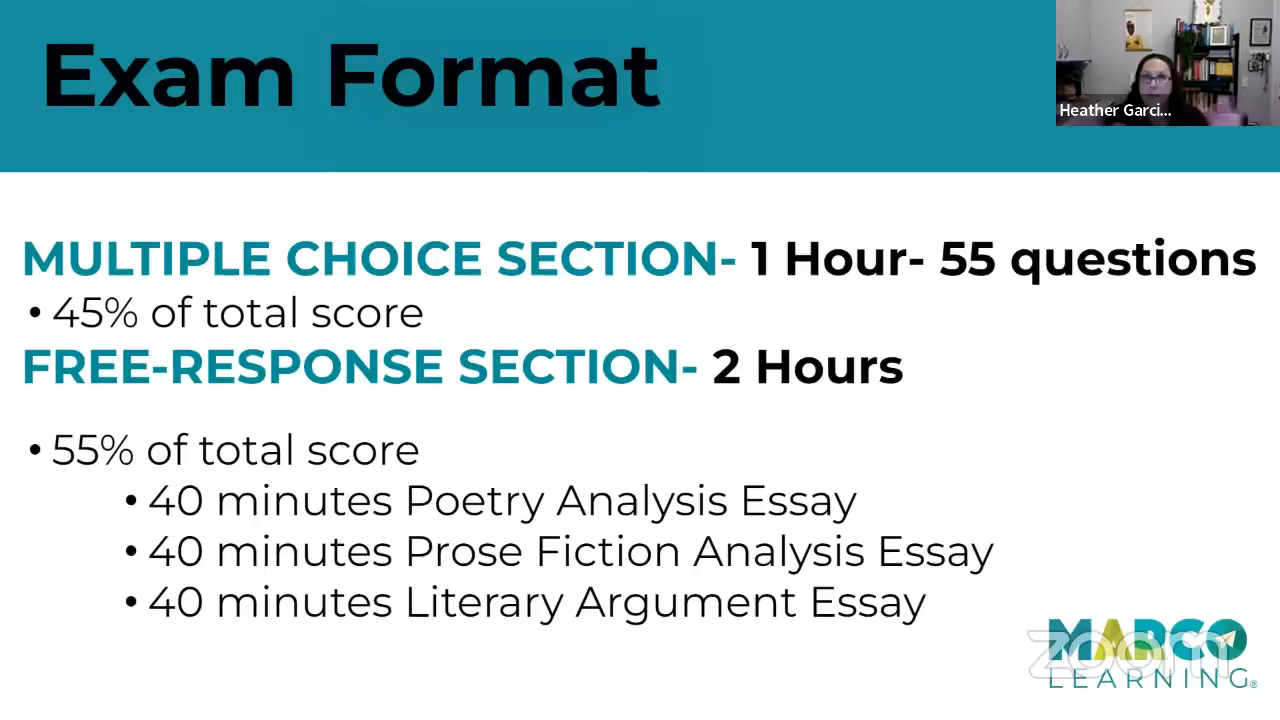 Exam Format
Heather Garci...
MULTIPLE CHOICE SECTION- 1 Hour- 55 questions
• 45% of total score
FREE-RESPONSE SECTION- 2 Hours
• 55% of total score
• 40 minutes Poetry Analysis Essay
• 40 minutes Prose Fiction Analysis Essay
• 40 minutes Literary Argument Essay
MARCO
zoom
LEARNING®